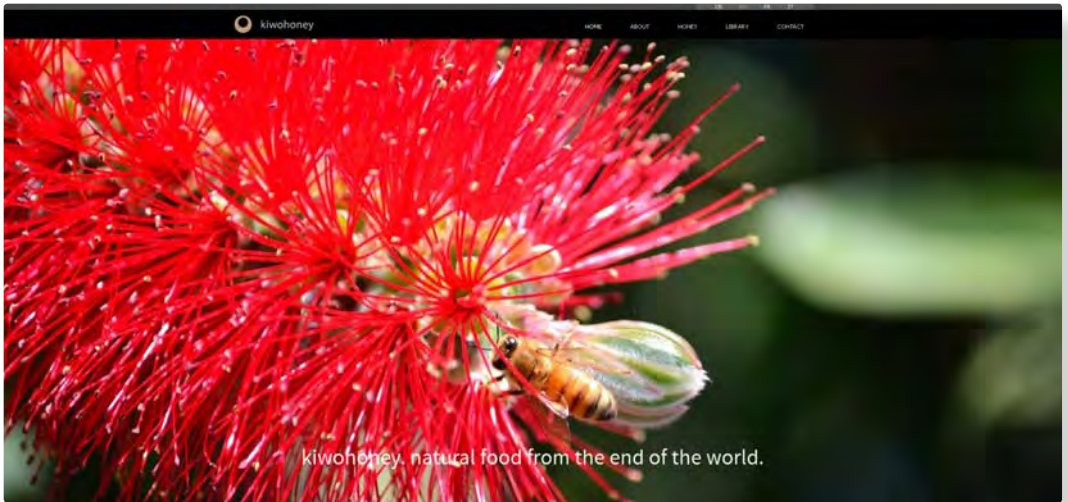 kiwohoney
HOME ABOUT HONEY LIBRARY CONTACT
kiwohoney. natural food from the end of the world.